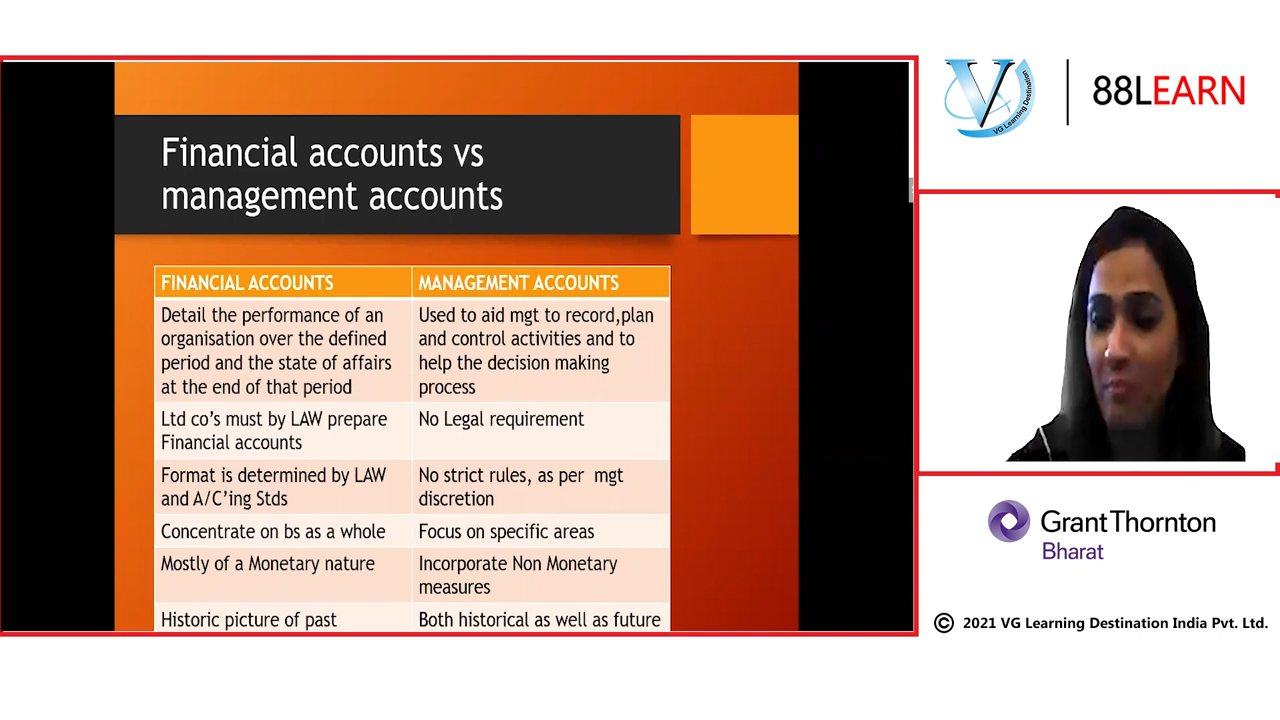 Financial accounts vs
management accounts
FINANCIAL ACCOUNTS
MANAGEMENT ACCOUNTS
Detail the performance of an
organisation over the defined
period and the state of affairs
at the end of that period
Used to aid mgt to record,plan
and control activities and to
help the decision making
process
Ltd co's must by LAW prepare
Financial accounts
No Legal requirement
Format is determined by LAW
and A/C'ing Stds
No strict rules, as per mgt
discretion
Concentrate on bs as a whole
Focus on specific areas
Mostly of a Monetary nature
Incorporate Non Monetary
measures
Historic picture of past
Both historical as well as future
V
VG Learning Destination
88LEARN
Grant Thornton
Bharat
© 2021 VG Learning Destination India Pvt. Ltd.